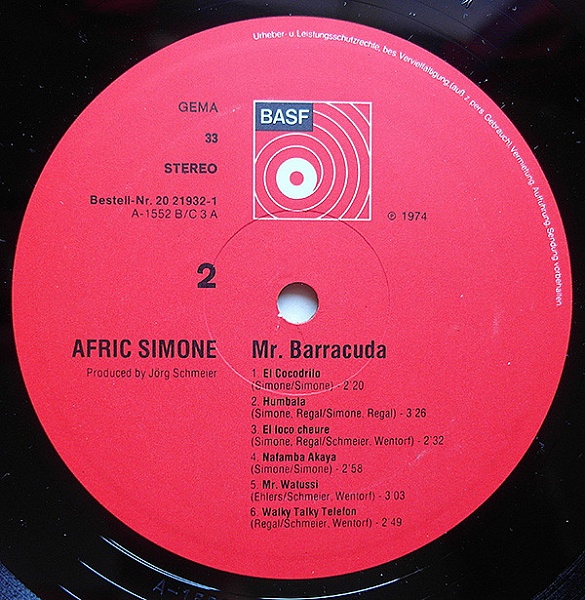 Urheber- u. Leistungsschutzrechte, bes. Vervielfältigung (auf z. pers. Gebrauch) Vermietung Aufführung Sendung vorbehalten
GEMA
BASF
33
STEREO
Bestell-Nr. 20 21932-1
A-1552 B/C 3 A
℗ 1974
2
AFRIC SIMONE
Mr. Barracuda
Produced by Jörg Schmeier
1. El Cocodrilo
(Simone/Simone) - 2'20
2. Humbala
(Simone, Regal/Simone, Regal) - 3'26
3. El loco cheure
(Simone, Regal/Schmeier, Wentorf) - 2'32
4. Nafamba Akaya
(Simone/Simone) - 2'58
5. Mr. Watussi
(Ehlers/Schmeier, Wentorf) - 3'03
6. Walky Talky Telefon
(Regal/Schmeier, Wentorf) - 2'49